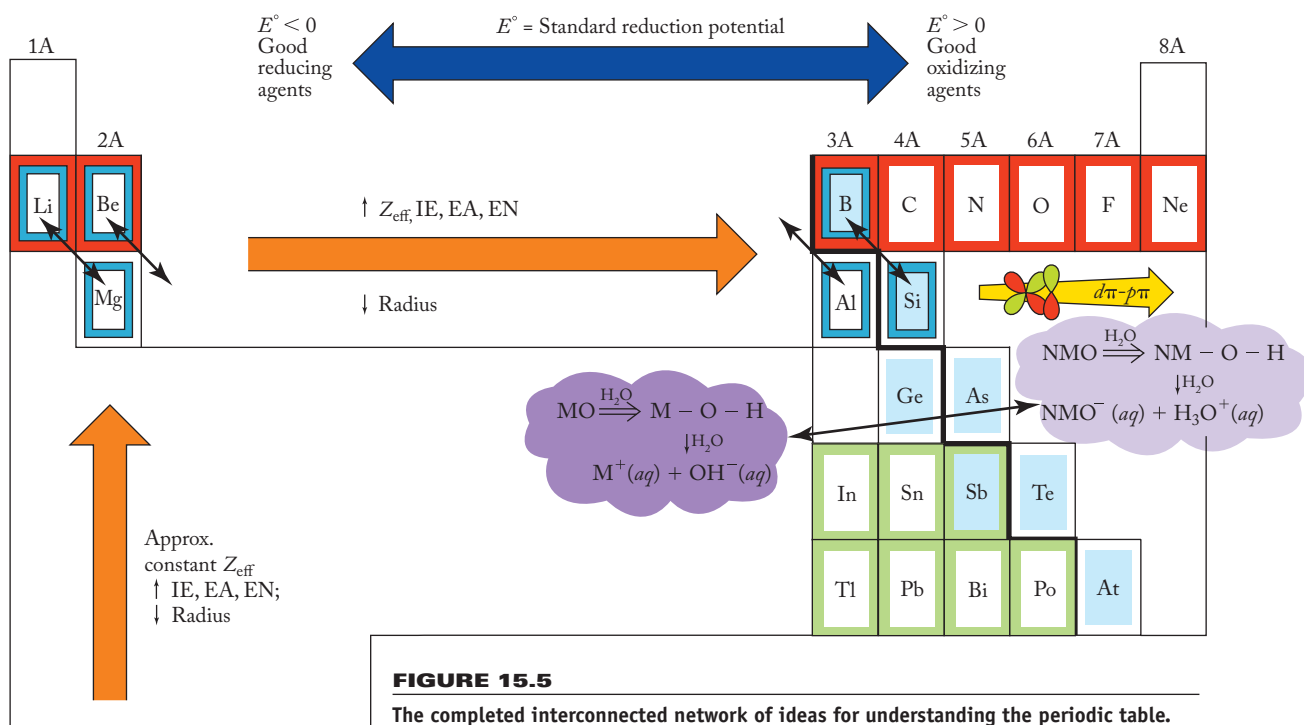 E° < 0
Good
reducing
agents
E° = Standard reduction potential
E° > 0
Good
oxidizing
agents
1A
8A
2A
3A 4A 5A 6A 7A
Li Be
B C N O F Ne
↑ Z_eff, IE, EA, EN
Mg
↓ Radius
Al Si
dπ-pπ
NMO ⇒ NM – O – H
H₂O
↓H₂O
NMO⁻ (aq) + H₃O⁺(aq)
Ge As
MO ⇒ M – O – H
H₂O
↓H₂O
M⁺(aq) + OH⁻(aq)
In Sn Sb Te
Tl Pb Bi Po At
Approx.
constant Z_eff
↑ IE, EA, EN;
↓ Radius
FIGURE 15.5
The completed interconnected network of ideas for understanding the periodic table.